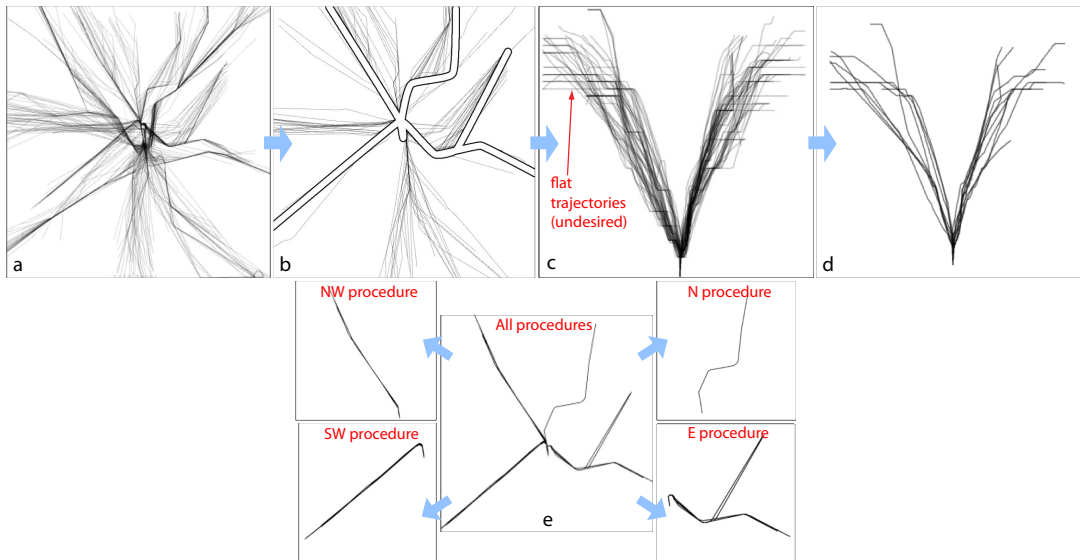 a
b
c
d
flat
trajectories
(undesired)
NW procedure
All procedures
N procedure
SW procedure
E procedure
e